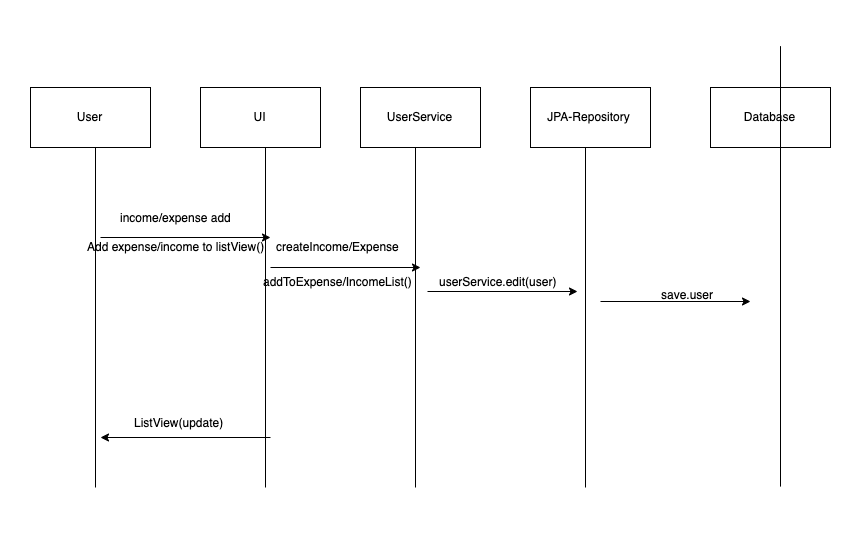 User
UI
UserService
JPA-Repository
Database
income/expense add
Add expense/income to listView()
createIncome/Expense
addToExpense/IncomeList()
userService.edit(user)
save.user
ListView(update)